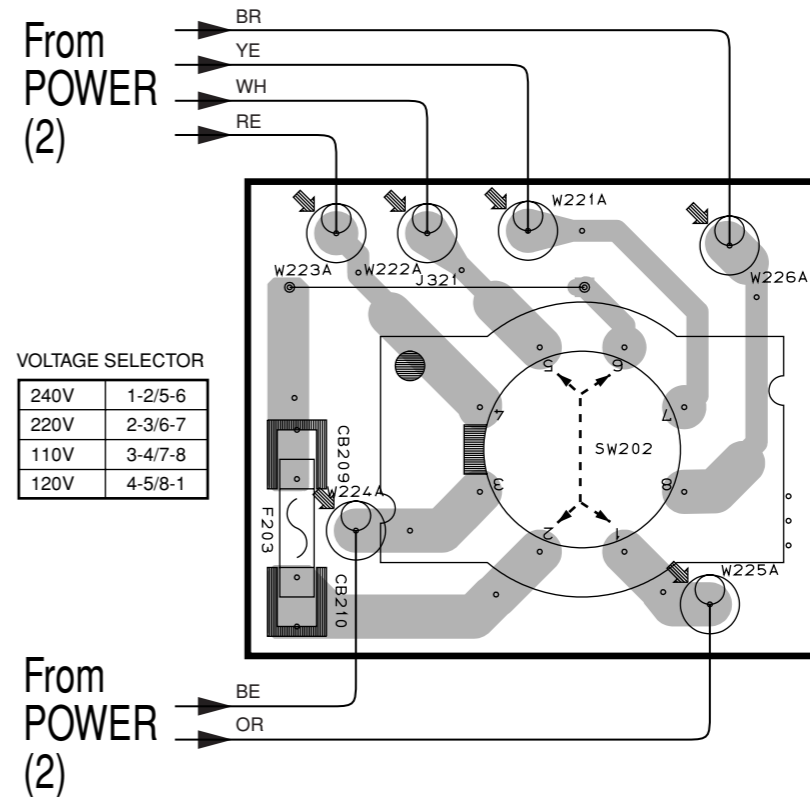 From
POWER
(2)
BR
YE
WH
RE
W221A
W223A
W222A
J321
W226A
VOLTAGE SELECTOR
240V 1-2/5-6
220V 2-3/6-7
110V 3-4/7-8
120V 4-5/8-1
5
6
4
7
SW202
3
8
2
1
CB209
W224A
F203
CB210
W225A
From
POWER
(2)
BE
OR